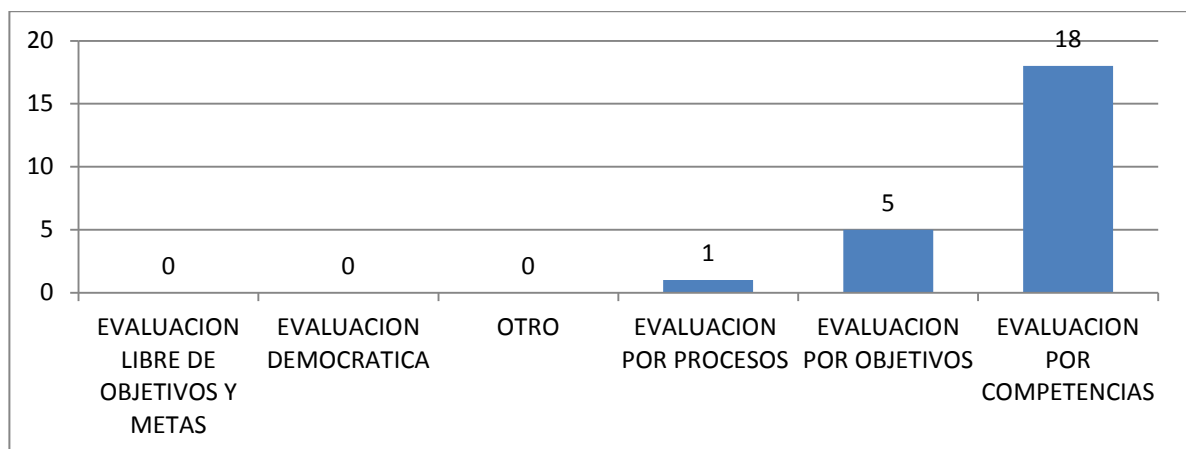 20
15
10
5
0
0
0
0
1
5
18
EVALUACION
LIBRE DE
OBJETIVOS Y
METAS
EVALUACION
DEMOCRATICA
OTRO
EVALUACION
POR PROCESOS
EVALUACION
POR OBJETIVOS
EVALUACION
POR
COMPETENCIAS